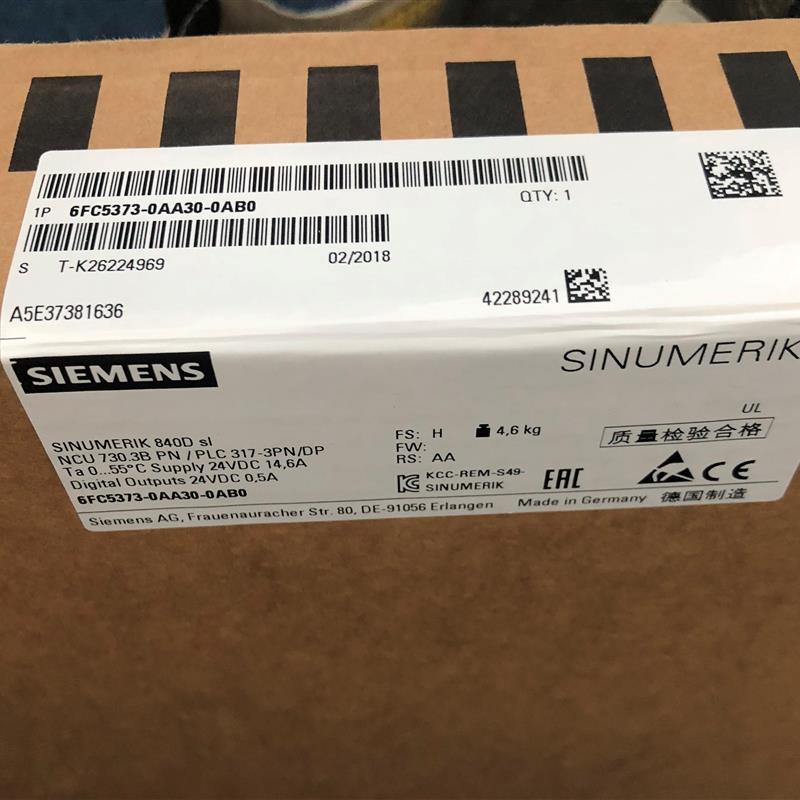 1P 6FC5373-0AA30-0AB0 QTY: 1
S T-K26224969 02/2018
A5E37381636 42289241
SIEMENS SINUMERIK
SINUMERIK 840D sl
NCU 730.3B PN / PLC 317-3PN/DP
Ta 0...55°C Supply 24VDC 14,6A
Digital Outputs 24VDC 0,5A
6FC5373-0AA30-0AB0
FS: H 4,6 kg
FW:
RS: AA
KCC-REM-S49-
SINUMERIK
EAC
UL
质量检验合格
CE
Siemens AG, Frauenauracher Str. 80, DE-91056 Erlangen Made in Germany 德国制造